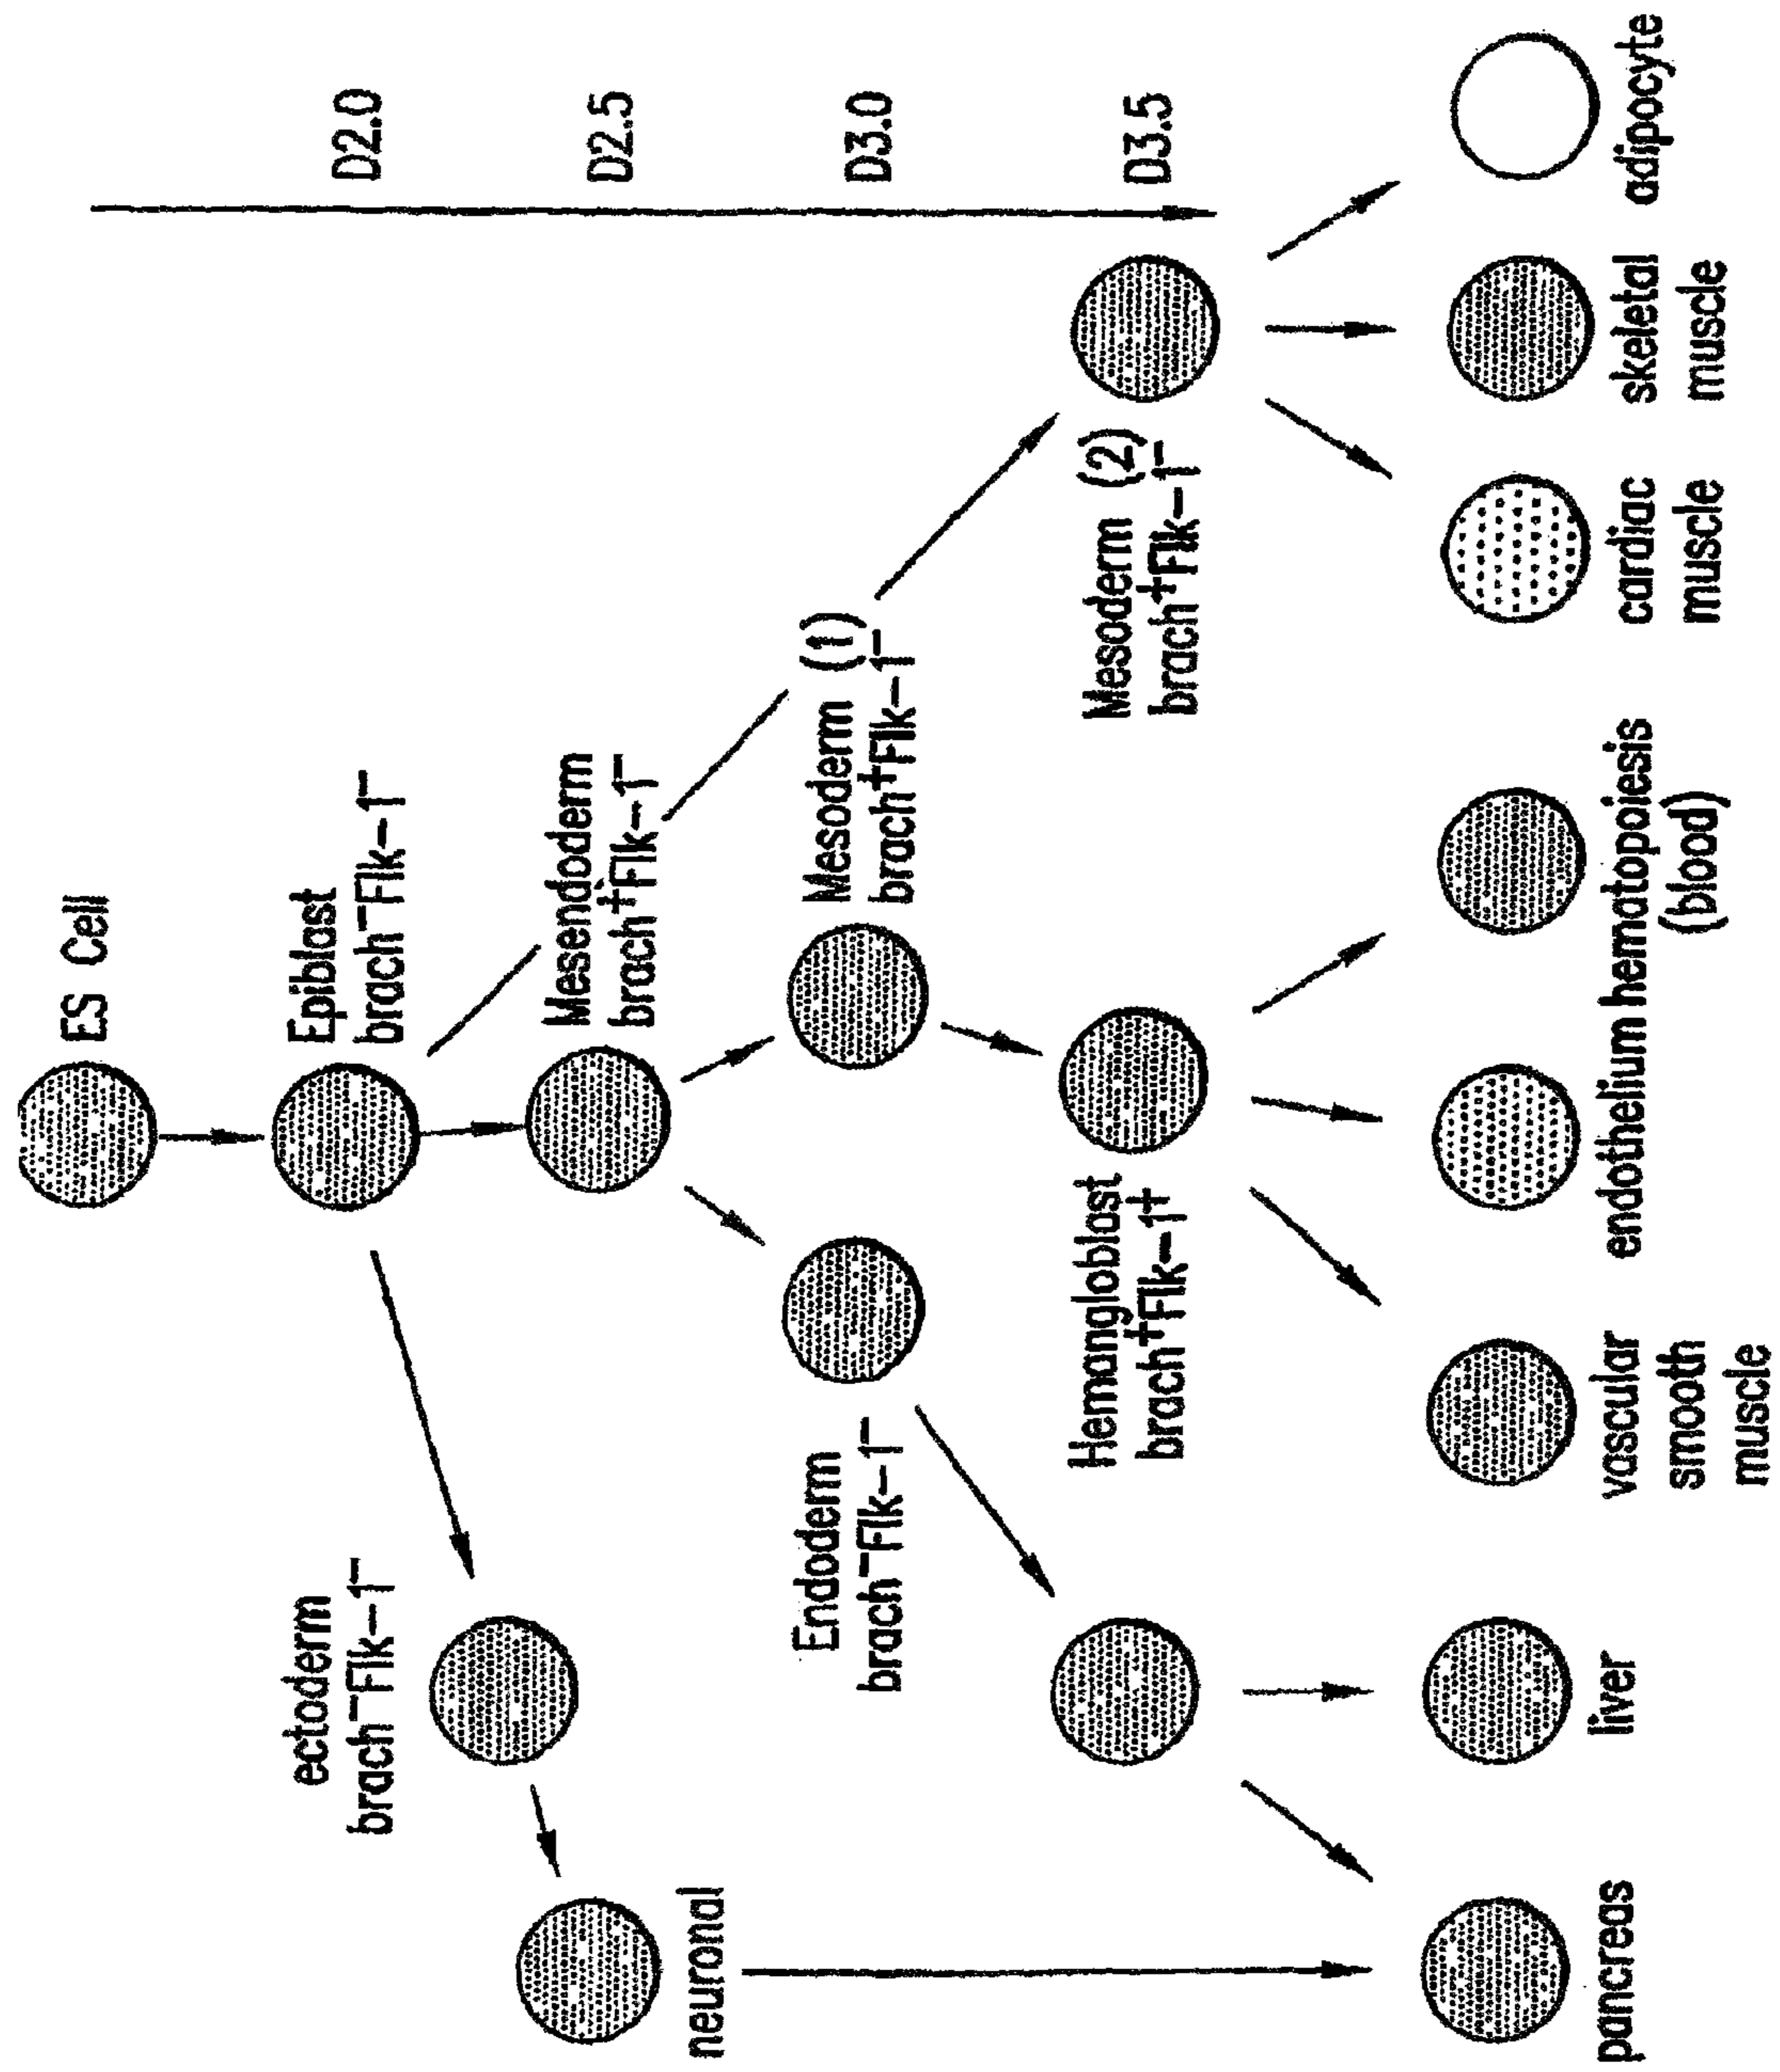 ES Cell
D2.0
Epiblast
brach⁻Flk-1⁻
ectoderm
brach⁻Flk-1⁻
D2.5
Mesendoderm
brach⁺Flk-1⁻
neuronal
D3.0
Mesoderm (1)
brach⁺Flk-1⁻
Endoderm
brach⁻Flk-1⁻
D3.5
Mesoderm (2)
brach⁺Flk-1⁻
Hemangloblast
brach⁺Flk-1⁺
pancreas
liver
vascular
smooth
muscle
endothelium
hematopoiesis
(blood)
cardiac
muscle
skeletal
muscle
adipocyte